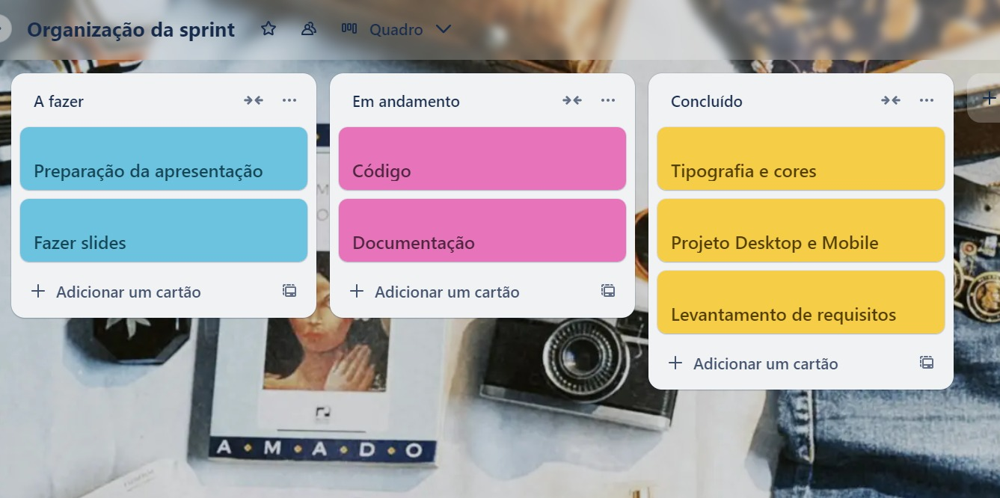 Organização da sprint
Quadro
A fazer
Preparação da apresentação
Fazer slides
Adicionar um cartão
Em andamento
Código
Documentação
Adicionar um cartão
Concluído
Tipografia e cores
Projeto Desktop e Mobile
Levantamento de requisitos
Adicionar um cartão
AMADO